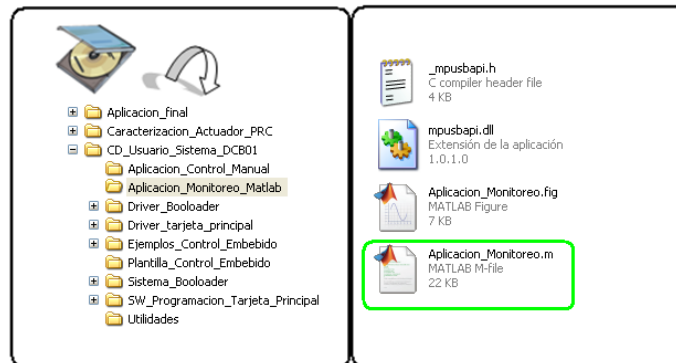 Aplicacion_final
Caracterizacion_Actuador_PRC
CD_Usuario_Sistema_DCB01
Aplicacion_Control_Manual
Aplicacion_Monitoreo_Matlab
Driver_Booloader
Driver_tarjeta_principal
Ejemplos_Control_Embebido
Plantilla_Control_Embebido
Sistema_Booloader
SW_Programacion_Tarjeta_Principal
Utilidades
_mpusbapi.h
C compiler header file
4 KB
mpusbapi.dll
Extensión de la aplicación
1.0.1.0
Aplicacion_Monitoreo.fig
MATLAB Figure
7 KB
Aplicacion_Monitoreo.m
MATLAB M-file
22 KB